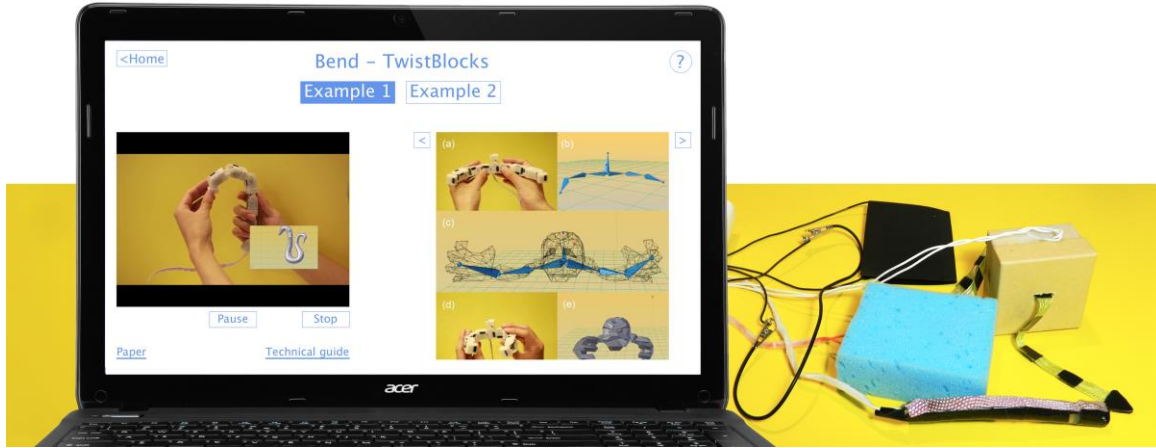 <Home
Bend – TwistBlocks
?
Example 1 Example 2
< >
(a) (b)
(c)
(d) (e)
Pause Stop
Paper Technical guide
acer